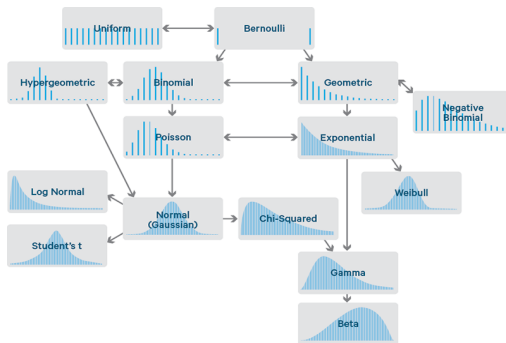 Uniform
Bernoulli
Hypergeometric
Binomial
Geometric
Negative
Binomial
Poisson
Exponential
Log Normal
Normal
(Gaussian)
Chi-Squared
Weibull
Student's t
Gamma
Beta